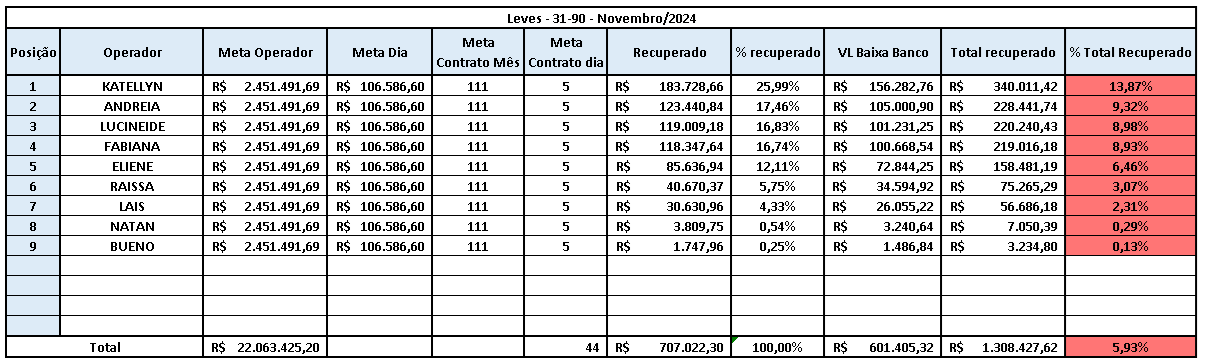 Leves - 31-90 - Novembro/2024
Posição Operador Meta Operador Meta Dia Meta Contrato Mês Meta Contrato dia Recuperado % recuperado VL Baixa Banco Total recuperado % Total Recuperado
1 KATELLYN R$ 2.451.491,69 R$ 106.586,60 111 5 R$ 183.728,66 25,99% R$ 156.282,76 R$ 340.011,42 13,87%
2 ANDREIA R$ 2.451.491,69 R$ 106.586,60 111 5 R$ 123.440,84 17,46% R$ 105.000,90 R$ 228.441,74 9,32%
3 LUCINEIDE R$ 2.451.491,69 R$ 106.586,60 111 5 R$ 119.009,18 16,83% R$ 101.231,25 R$ 220.240,43 8,98%
4 FABIANA R$ 2.451.491,69 R$ 106.586,60 111 5 R$ 118.347,64 16,74% R$ 100.668,54 R$ 219.016,18 8,93%
5 ELIENE R$ 2.451.491,69 R$ 106.586,60 111 5 R$ 85.636,94 12,11% R$ 72.844,25 R$ 158.481,19 6,46%
6 RAISSA R$ 2.451.491,69 R$ 106.586,60 111 5 R$ 40.670,37 5,75% R$ 34.594,92 R$ 75.265,29 3,07%
7 LAIS R$ 2.451.491,69 R$ 106.586,60 111 5 R$ 30.630,96 4,33% R$ 26.055,22 R$ 56.686,18 2,31%
8 NATAN R$ 2.451.491,69 R$ 106.586,60 111 5 R$ 3.809,75 0,54% R$ 3.240,64 R$ 7.050,39 0,29%
9 BUENO R$ 2.451.491,69 R$ 106.586,60 111 5 R$ 1.747,96 0,25% R$ 1.486,84 R$ 3.234,80 0,13%
Total R$ 22.063.425,20 44 R$ 707.022,30 100,00% R$ 601.405,32 R$ 1.308.427,62 5,93%